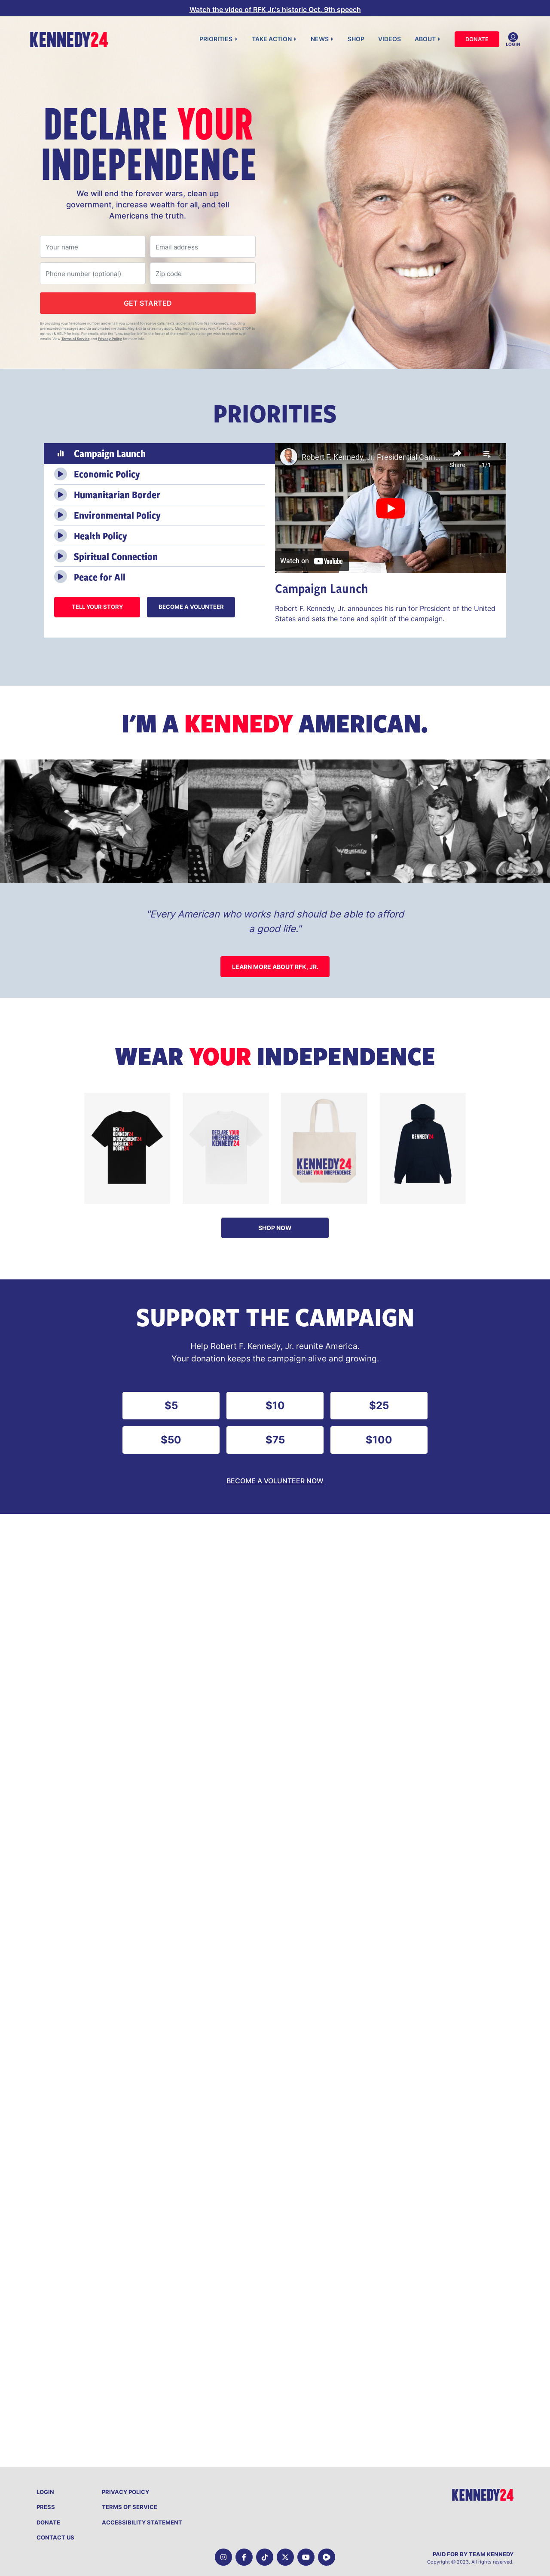 Watch the video of RFK Jr.'s historic Oct. 9th speech
KENNEDY24
PRIORITIES
TAKE ACTION
NEWS
SHOP
VIDEOS
ABOUT
DONATE
LOGIN
DECLARE YOUR
INDEPENDENCE
We will end the forever wars, clean up
government, increase wealth for all, and tell
Americans the truth.
Your name
Email address
Phone number (optional)
Zip code
GET STARTED
Terms of Service and Privacy Policy for more info.
PRIORITIES
Campaign Launch
Economic Policy
Humanitarian Border
Environmental Policy
Health Policy
Spiritual Connection
Peace for All
TELL YOUR STORY
BECOME A VOLUNTEER
Robert F. Kennedy, Jr. Presidential Cam
Share
1/1
Watch on YouTube
Campaign Launch
Robert F. Kennedy, Jr. announces his run for President of the United
States and sets the tone and spirit of the campaign.
I'M A KENNEDY AMERICAN.
"Every American who works hard should be able to afford
a good life."
LEARN MORE ABOUT RFK, JR.
WEAR YOUR INDEPENDENCE
RFK24
KENNEDY24
INDEPENDENT24
AMERICA24
BOBBY24
DECLARE YOUR
INDEPENDENCE
KENNEDY24
KENNEDY24
DECLARE YOUR INDEPENDENCE
KENNEDY24
SHOP NOW
SUPPORT THE CAMPAIGN
Help Robert F. Kennedy, Jr. reunite America.
Your donation keeps the campaign alive and growing.
$5
$10
$25
$50
$75
$100
BECOME A VOLUNTEER NOW
LOGIN
PRESS
DONATE
CONTACT US
PRIVACY POLICY
TERMS OF SERVICE
ACCESSIBILITY STATEMENT
KENNEDY24
PAID FOR BY TEAM KENNEDY
Copyright @ 2023. All rights reserved.